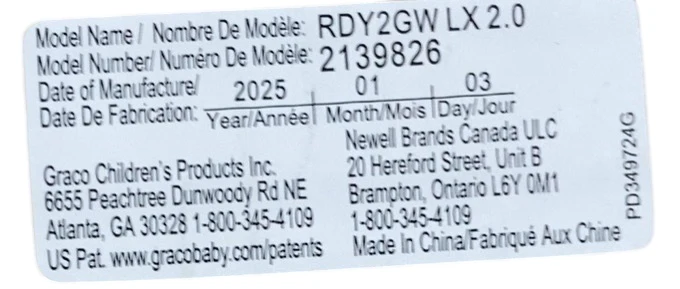 Model Name / Nombre De Modèle: RDY2GW LX 2.0
Model Number/ Numéro De Modèle: 2139826
Date of Manufacture/ 2025 01 03
Date De Fabrication: Year/Année Month/Mois Day/Jour
Graco Children's Products Inc.
6655 Peachtree Dunwoody Rd NE
Atlanta, GA 30328 1-800-345-4109
US Pat. www.gracobaby.com/patents
Newell Brands Canada ULC
20 Hereford Street, Unit B
Brampton, Ontario L6Y 0M1
1-800-345-4109
Made In China/Fabriqué Aux Chine
PD349724G